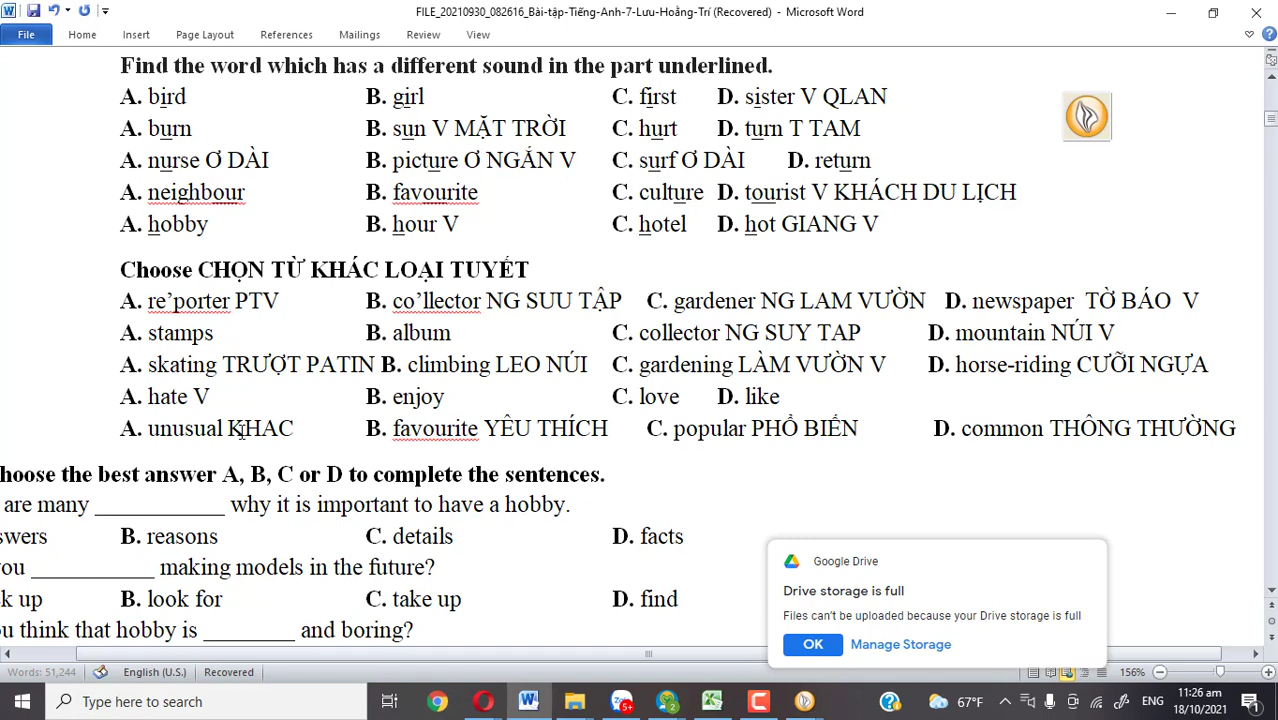 FILE_20210930_082616_Bài-tập-Tiếng-Anh-7-Lưu-Hoằng-Trí (Recovered) - Microsoft Word
File Home Insert Page Layout References Mailings Review View
Find the word which has a different sound in the part underlined.
A. bird B. girl C. first D. sister V QLAN
A. burn B. sun V MẶT TRỜI C. hurt D. turn T TAM
A. nurse Ơ DÀI B. picture Ơ NGẮN V C. surf Ơ DÀI D. return
A. neighbour B. favourite C. culture D. tourist V KHÁCH DU LỊCH
A. hobby B. hour V C. hotel D. hot GIANG V
Choose CHỌN TỪ KHÁC LOẠI TUYẾT
A. re’porter PTV B. co’llector NG SUU TẬP C. gardener NG LAM VƯỜN D. newspaper TỜ BÁO V
A. stamps B. album C. collector NG SUY TAP D. mountain NÚI V
A. skating TRƯỢT PATIN B. climbing LEO NÚI C. gardening LÀM VƯỜN V D. horse-riding CƯỠI NGỰA
A. hate V B. enjoy C. love D. like
A. unusual KHAC B. favourite YÊU THÍCH C. popular PHỔ BIẾN D. common THÔNG THƯỜNG
hoose the best answer A, B, C or D to complete the sentences.
are many ____________ why it is important to have a hobby.
swers B. reasons C. details D. facts
you ____________ making models in the future?
k up B. look for C. take up D. find
u think that hobby is _________ and boring?
Google Drive
Drive storage is full
Files can't be uploaded because your Drive storage is full
OK Manage Storage
Words: 51,244 English (U.S.) Recovered 156%
Type here to search 5+ 2 67°F ENG 11:26 am
18/10/2021 1